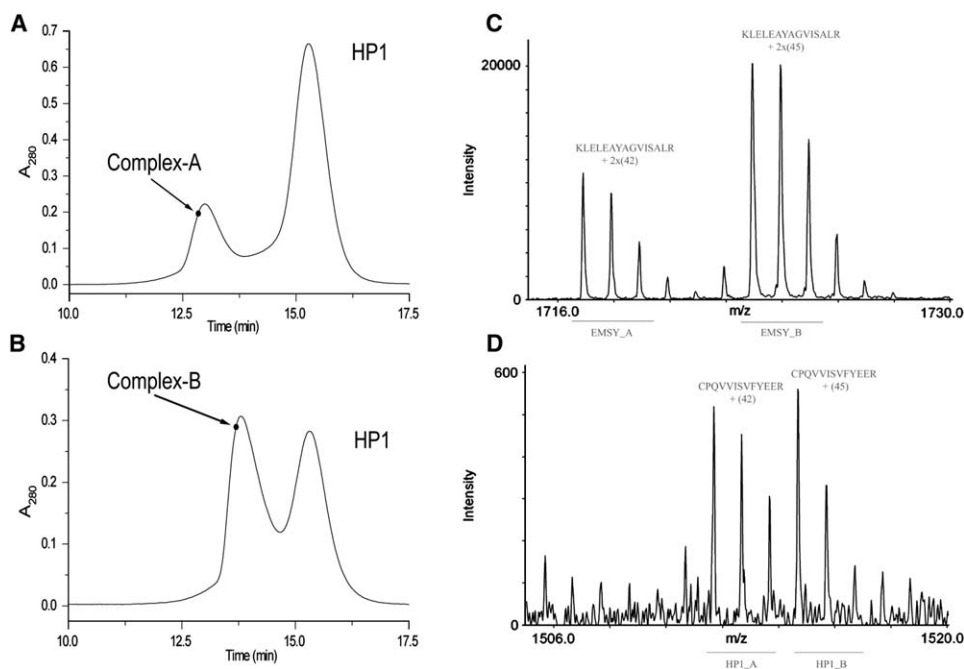 A
HP1
Complex-A
A280
0.7
0.6
0.5
0.4
0.3
0.2
0.1
0.0
10.0 12.5 15.0 17.5
Time (min)
B
HP1
Complex-B
A280
0.4
0.3
0.2
0.1
0.0
10.0 12.5 15.0 17.5
Time (min)
C
KLELEAYAGVISALR
+ 2x(45)
KLELEAYAGVISALR
+ 2x(42)
20000
Intensity
0
1716.0 m/z 1730.0
EMSY_A EMSY_B
D
CPQVVISVFYEER
+ (42)
CPQVVISVFYEER
+ (45)
600
Intensity
0
1506.0 m/z 1520.0
HP1_A HP1_B